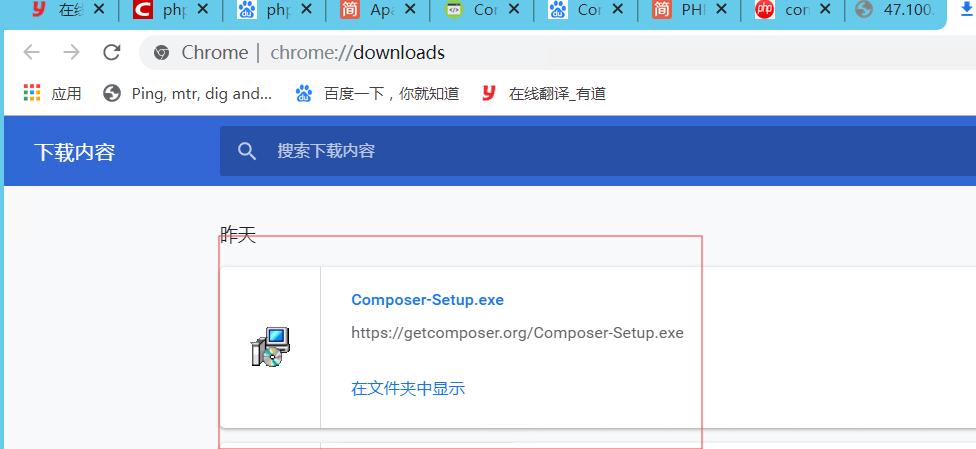 在线 php php 简 Apa Con Con 简 PHI php con 47.100.
Chrome | chrome://downloads
应用 Ping, mtr, dig and... 百度一下，你就知道 在线翻译_有道
下载内容 搜索下载内容
昨天
Composer-Setup.exe
https://getcomposer.org/Composer-Setup.exe
在文件夹中显示